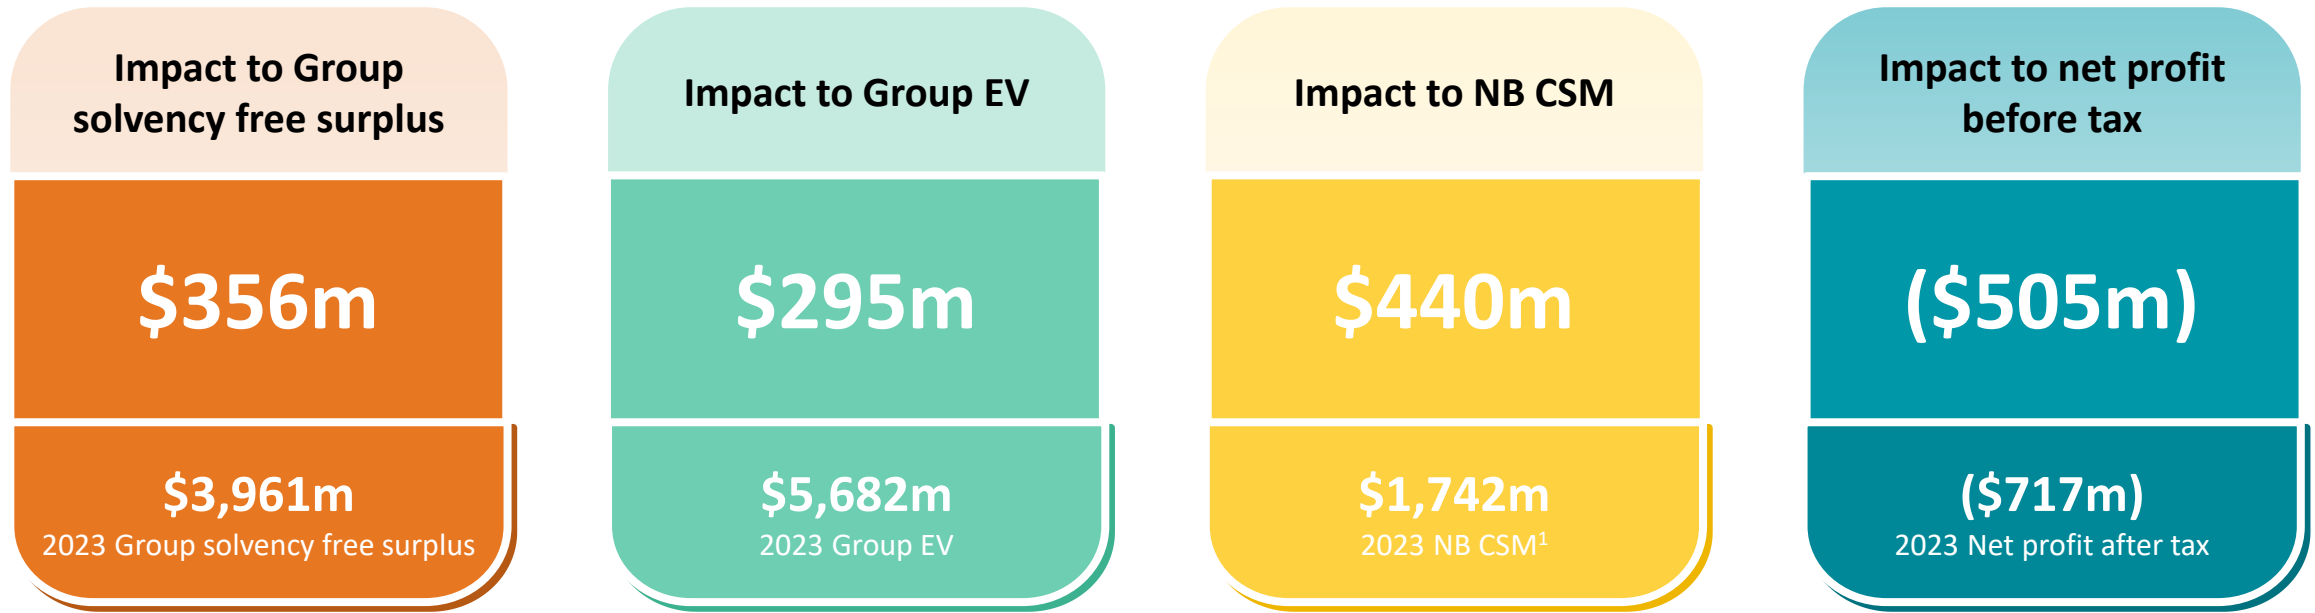 Impact to Group
solvency free surplus
$356m
$3,961m
2023 Group solvency free surplus
Impact to Group EV
$295m
$5,682m
2023 Group EV
Impact to NB CSM
$440m
$1,742m
2023 NB CSM¹
Impact to net profit
before tax
($505m)
($717m)
2023 Net profit after tax